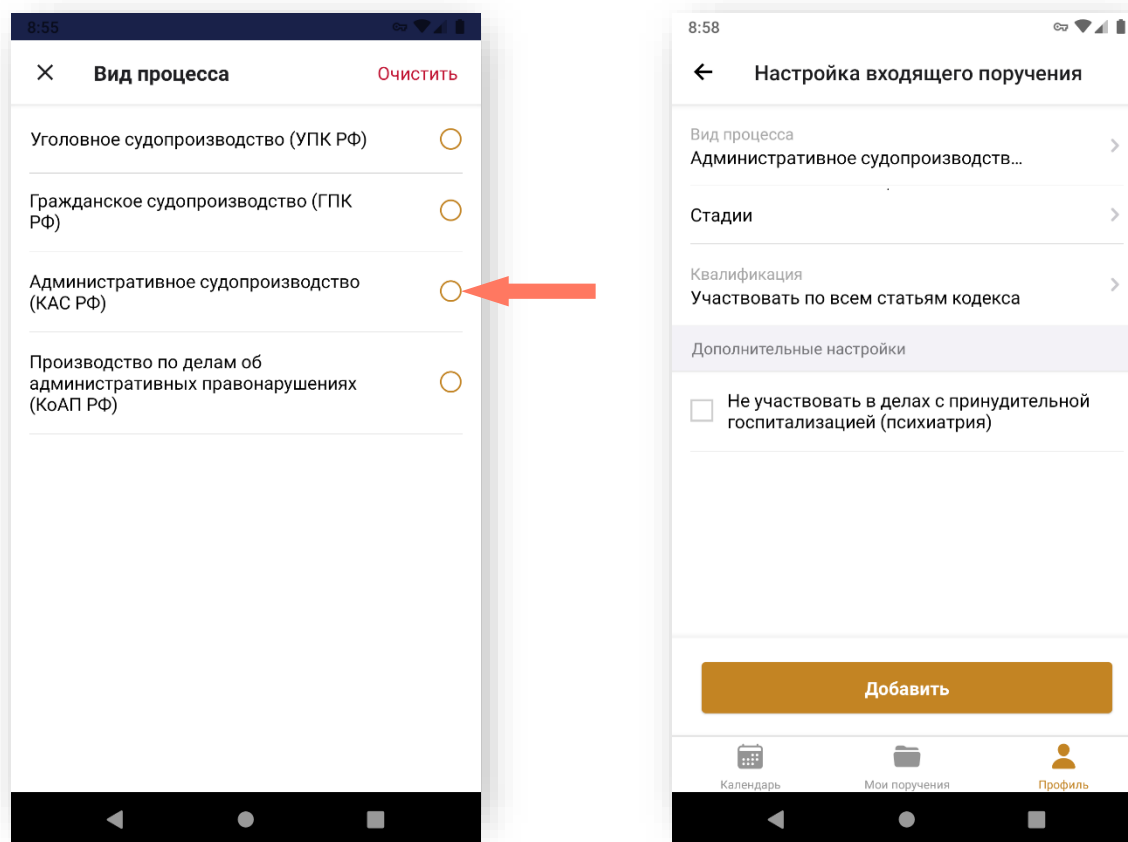 8:55
Вид процесса
Очистить
Уголовное судопроизводство (УПК РФ)
Гражданское судопроизводство (ГПК
РФ)
Административное судопроизводство
(КАС РФ)
Производство по делам об
административных правонарушениях
(КоАП РФ)
8:58
Настройка входящего поручения
Вид процесса
Административное судопроизводств...
Стадии
Квалификация
Участвовать по всем статьям кодекса
Дополнительные настройки
Не участвовать в делах с принудительной
госпитализацией (психиатрия)
Добавить
Календарь
Мои поручения
Профиль